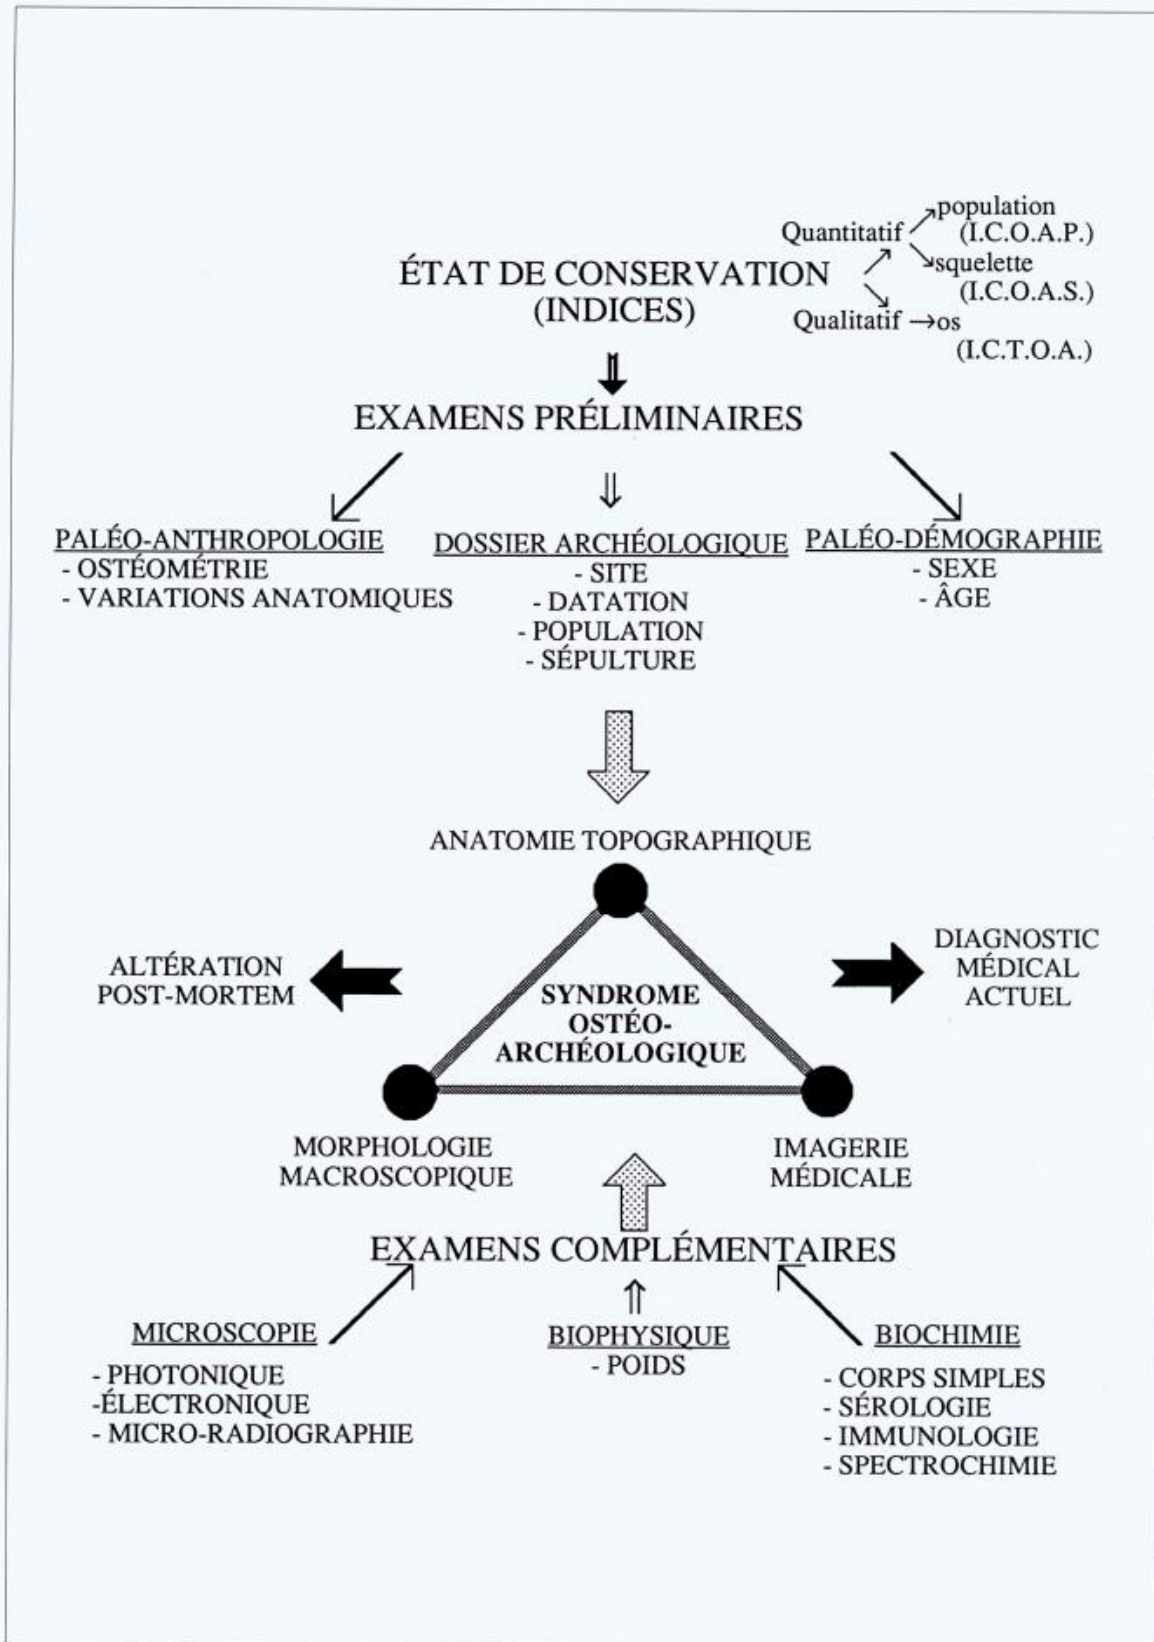 Quantitatif
population
(I.C.O.A.P.)
squelette
(I.C.O.A.S.)
Qualitatif
os
(I.C.T.O.A.)
ÉTAT DE CONSERVATION
(INDICES)
EXAMENS PRÉLIMINAIRES
PALÉO-ANTHROPOLOGIE
- OSTÉOMÉTRIE
- VARIATIONS ANATOMIQUES
DOSSIER ARCHÉOLOGIQUE
- SITE
- DATATION
- POPULATION
- SÉPULTURE
PALÉO-DÉMOGRAPHIE
- SEXE
- ÂGE
ANATOMIE TOPOGRAPHIQUE
ALTÉRATION
POST-MORTEM
SYNDROME
OSTÉO-
ARCHÉOLOGIQUE
DIAGNOSTIC
MÉDICAL
ACTUEL
MORPHOLOGIE
MACROSCOPIQUE
IMAGERIE
MÉDICALE
EXAMENS COMPLÉMENTAIRES
MICROSCOPIE
- PHOTONIQUE
-ÉLECTRONIQUE
- MICRO-RADIOGRAPHIE
BIOPHYSIQUE
- POIDS
BIOCHIMIE
- CORPS SIMPLES
- SÉROLOGIE
- IMMUNOLOGIE
- SPECTROCHIMIE